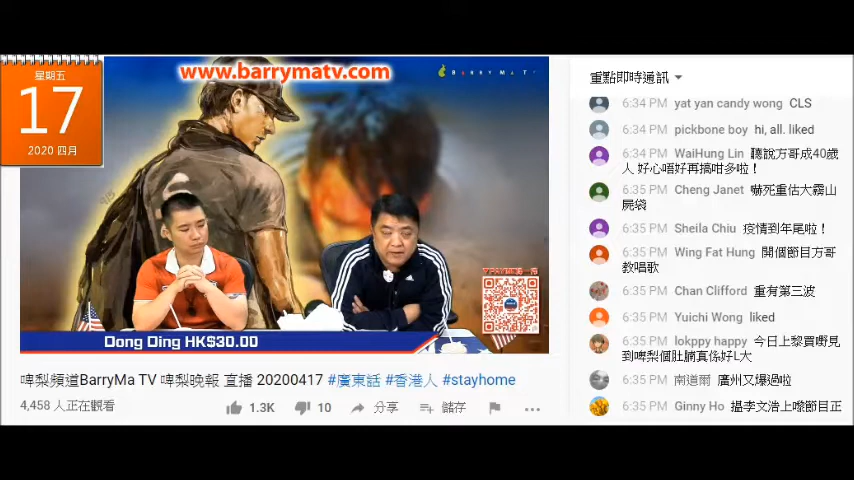 星期五
17
2020 四月
www.barrymatv.com
BARRYMATV
Dong Ding HK$30.00
啤梨頻道BarryMa TV 啤梨晚報 直播 20200417 #廣東話 #香港人 #stayhome
4,458 人正在觀看
1.3K
10
分享
儲存
重點即時通訊
6:34 PM yat yan candy wong CLS
6:34 PM pickbone boy hi, all. liked
6:34 PM WaiHung Lin 聽說方哥成40歲
人 好心唔好再搞咁多啦！
6:35 PM Cheng Janet 嚇死重估大霧山
屍袋
6:35 PM Sheila Chiu 疫情到年尾啦！
6:35 PM Wing Fat Hung 開個節目方哥
教唱歌
6:35 PM Chan Clifford 重有第三波
6:35 PM Yuichi Wong liked
6:35 PM lokppy happy 今日上黎買嘢見
到啤梨個肚腩真係好L大
6:35 PM 南道爾 廣州又爆過啦
6:35 PM Ginny Ho 搵李文浩上嚟節目正